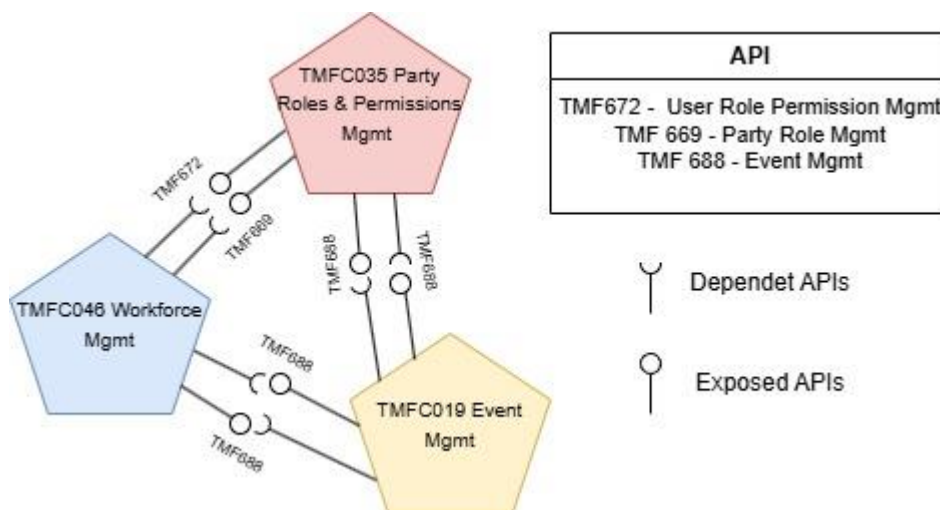 TMFC035 Party
Roles & Permissions
Mgmt
API
TMF672 - User Role Permission Mgmt
TMF 669 - Party Role Mgmt
TMF 688 - Event Mgmt
TMF672
TMF669
TMF688
TMF688
TMFC046 Workforce
Mgmt
Dependet APIs
TMF688
Exposed APIs
TMFC019 Event
Mgmt
TMF688